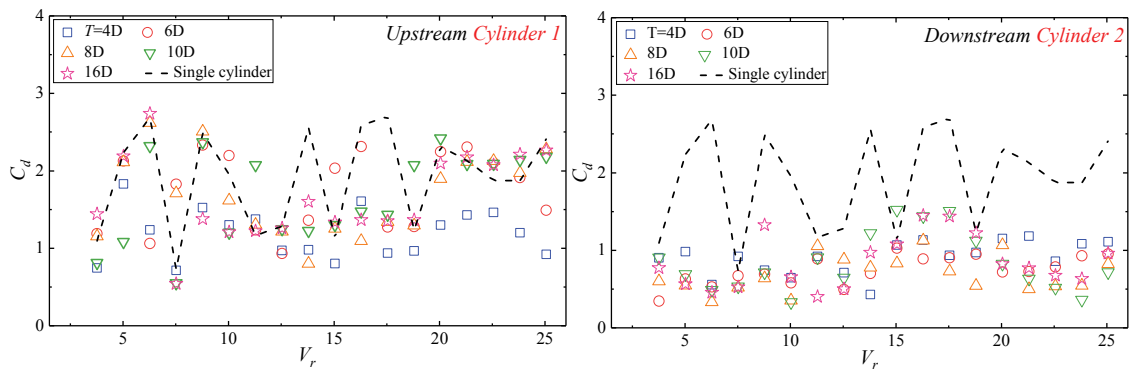 4
3
2
1
0
C_d
T=4D
6D
8D
10D
16D
Single cylinder
Upstream Cylinder 1
5
10
15
20
25
V_r
4
3
2
1
0
C_d
T=4D
6D
8D
10D
16D
Single cylinder
Downstream Cylinder 2
5
10
15
20
25
V_r